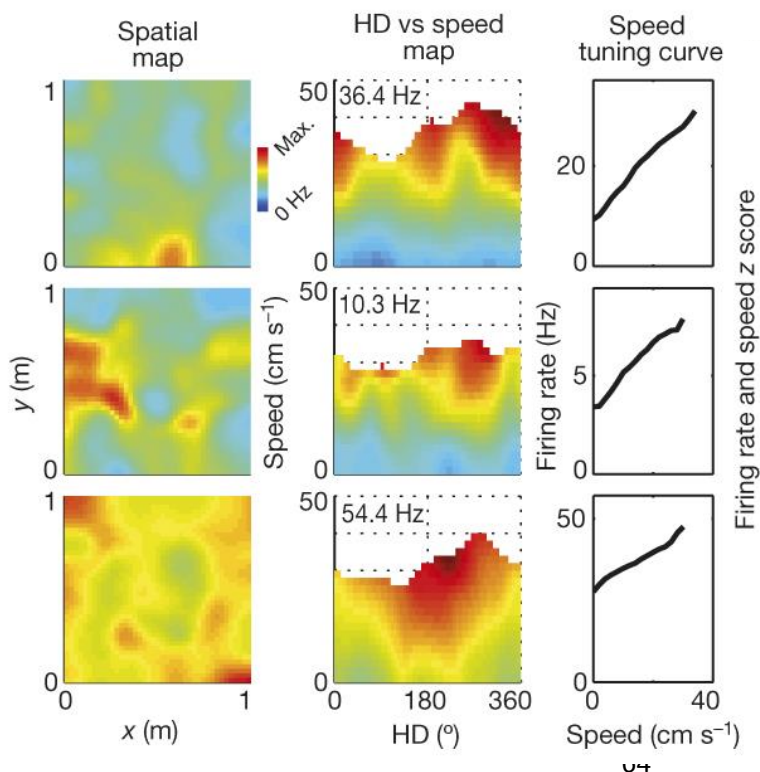 Spatial map
HD vs speed map
Speed tuning curve
1
0
y (m)
Max.
0 Hz
50
36.4 Hz
0
20
0
1
0
50
10.3 Hz
0
Speed (cm s⁻¹)
5
0
Firing rate (Hz)
Firing rate and speed z score
1
0
0
1
x (m)
50
54.4 Hz
0
0
180
360
HD (º)
50
0
0
40
Speed (cm s⁻¹)